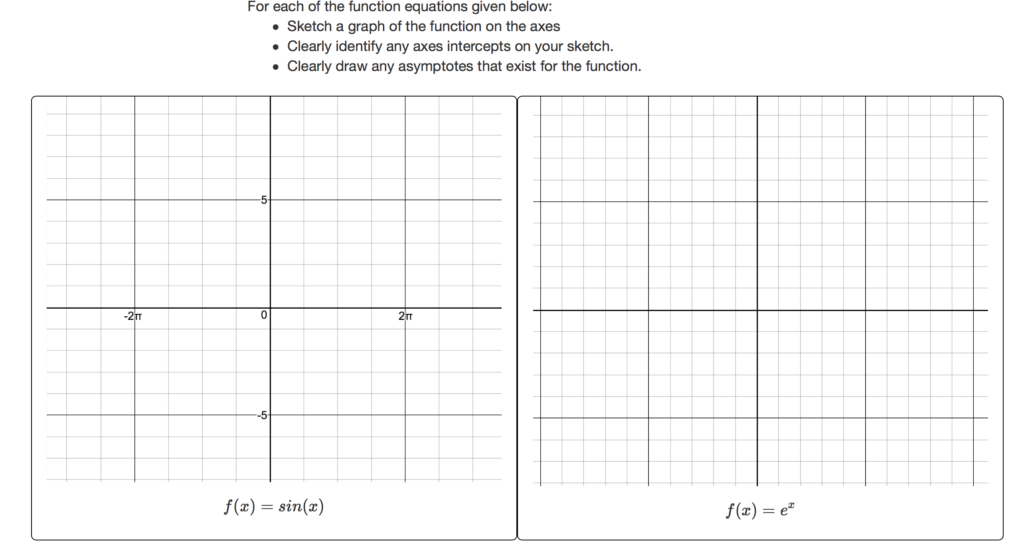 For each of the function equations given below:
• Sketch a graph of the function on the axes
• Clearly identify any axes intercepts on your sketch.
• Clearly draw any asymptotes that exist for the function.
5
-2π 0 2π
-5
f(x) = sin(x)
f(x) = eˣ